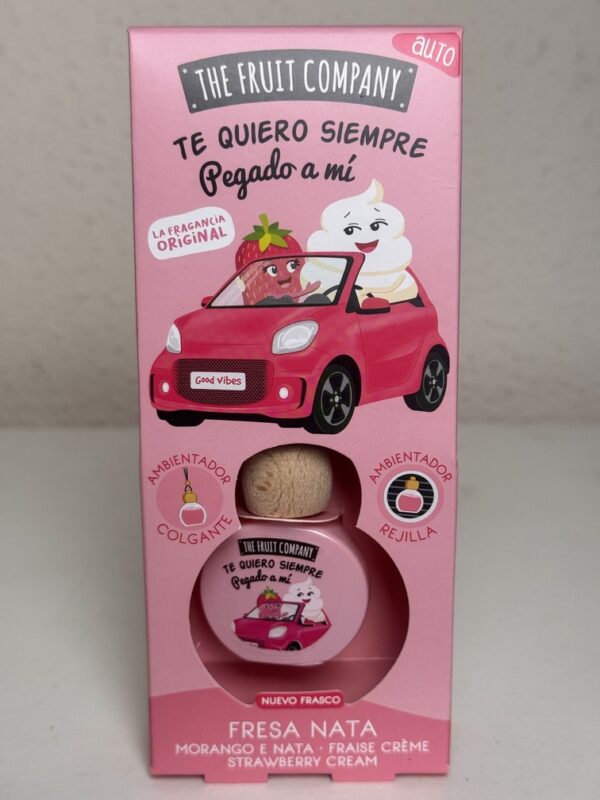 auto
THE FRUIT COMPANY
TE QUIERO SIEMPRE
Pegado a mí
LA FRAGANCIA
ORIGINAL
Good Vibes
AMBIENTADOR
COLGANTE
AMBIENTADOR
REJILLA
THE FRUIT COMPANY
TE QUIERO SIEMPRE
Pegado a mí
NUEVO FRASCO
FRESA NATA
MORANGO E NATA · FRAISE CRÈME
STRAWBERRY CREAM